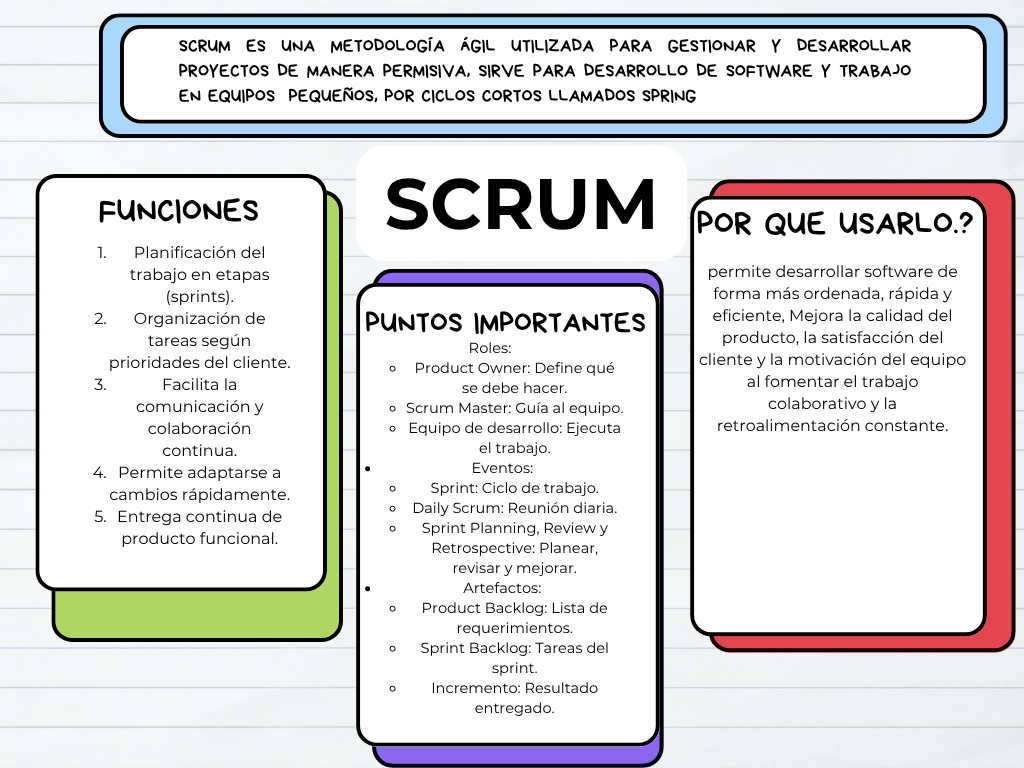 SCRUM ES UNA METODOLOGÍA ÁGIL UTILIZADA PARA GESTIONAR Y DESARROLLAR
PROYECTOS DE MANERA PERMISIVA, SIRVE PARA DESARROLLO DE SOFTWARE Y TRABAJO
EN EQUIPOS PEQUEÑOS, POR CICLOS CORTOS LLAMADOS SPRING
SCRUM
FUNCIONES
1. Planificación del
trabajo en etapas
(sprints).
2. Organización de
tareas según
prioridades del cliente.
3. Facilita la
comunicación y
colaboración
continua.
4. Permite adaptarse a
cambios rápidamente.
5. Entrega continua de
producto funcional.
PUNTOS IMPORTANTES
Roles:
◦ Product Owner: Define qué
se debe hacer.
◦ Scrum Master: Guía al equipo.
◦ Equipo de desarrollo: Ejecuta
el trabajo.
• Eventos:
◦ Sprint: Ciclo de trabajo.
◦ Daily Scrum: Reunión diaria.
◦ Sprint Planning, Review y
Retrospective: Planear,
revisar y mejorar.
• Artefactos:
◦ Product Backlog: Lista de
requerimientos.
◦ Sprint Backlog: Tareas del
sprint.
◦ Incremento: Resultado
entregado.
POR QUE USARLO.?
permite desarrollar software de
forma más ordenada, rápida y
eficiente, Mejora la calidad del
producto, la satisfacción del
cliente y la motivación del equipo
al fomentar el trabajo
colaborativo y la
retroalimentación constante.